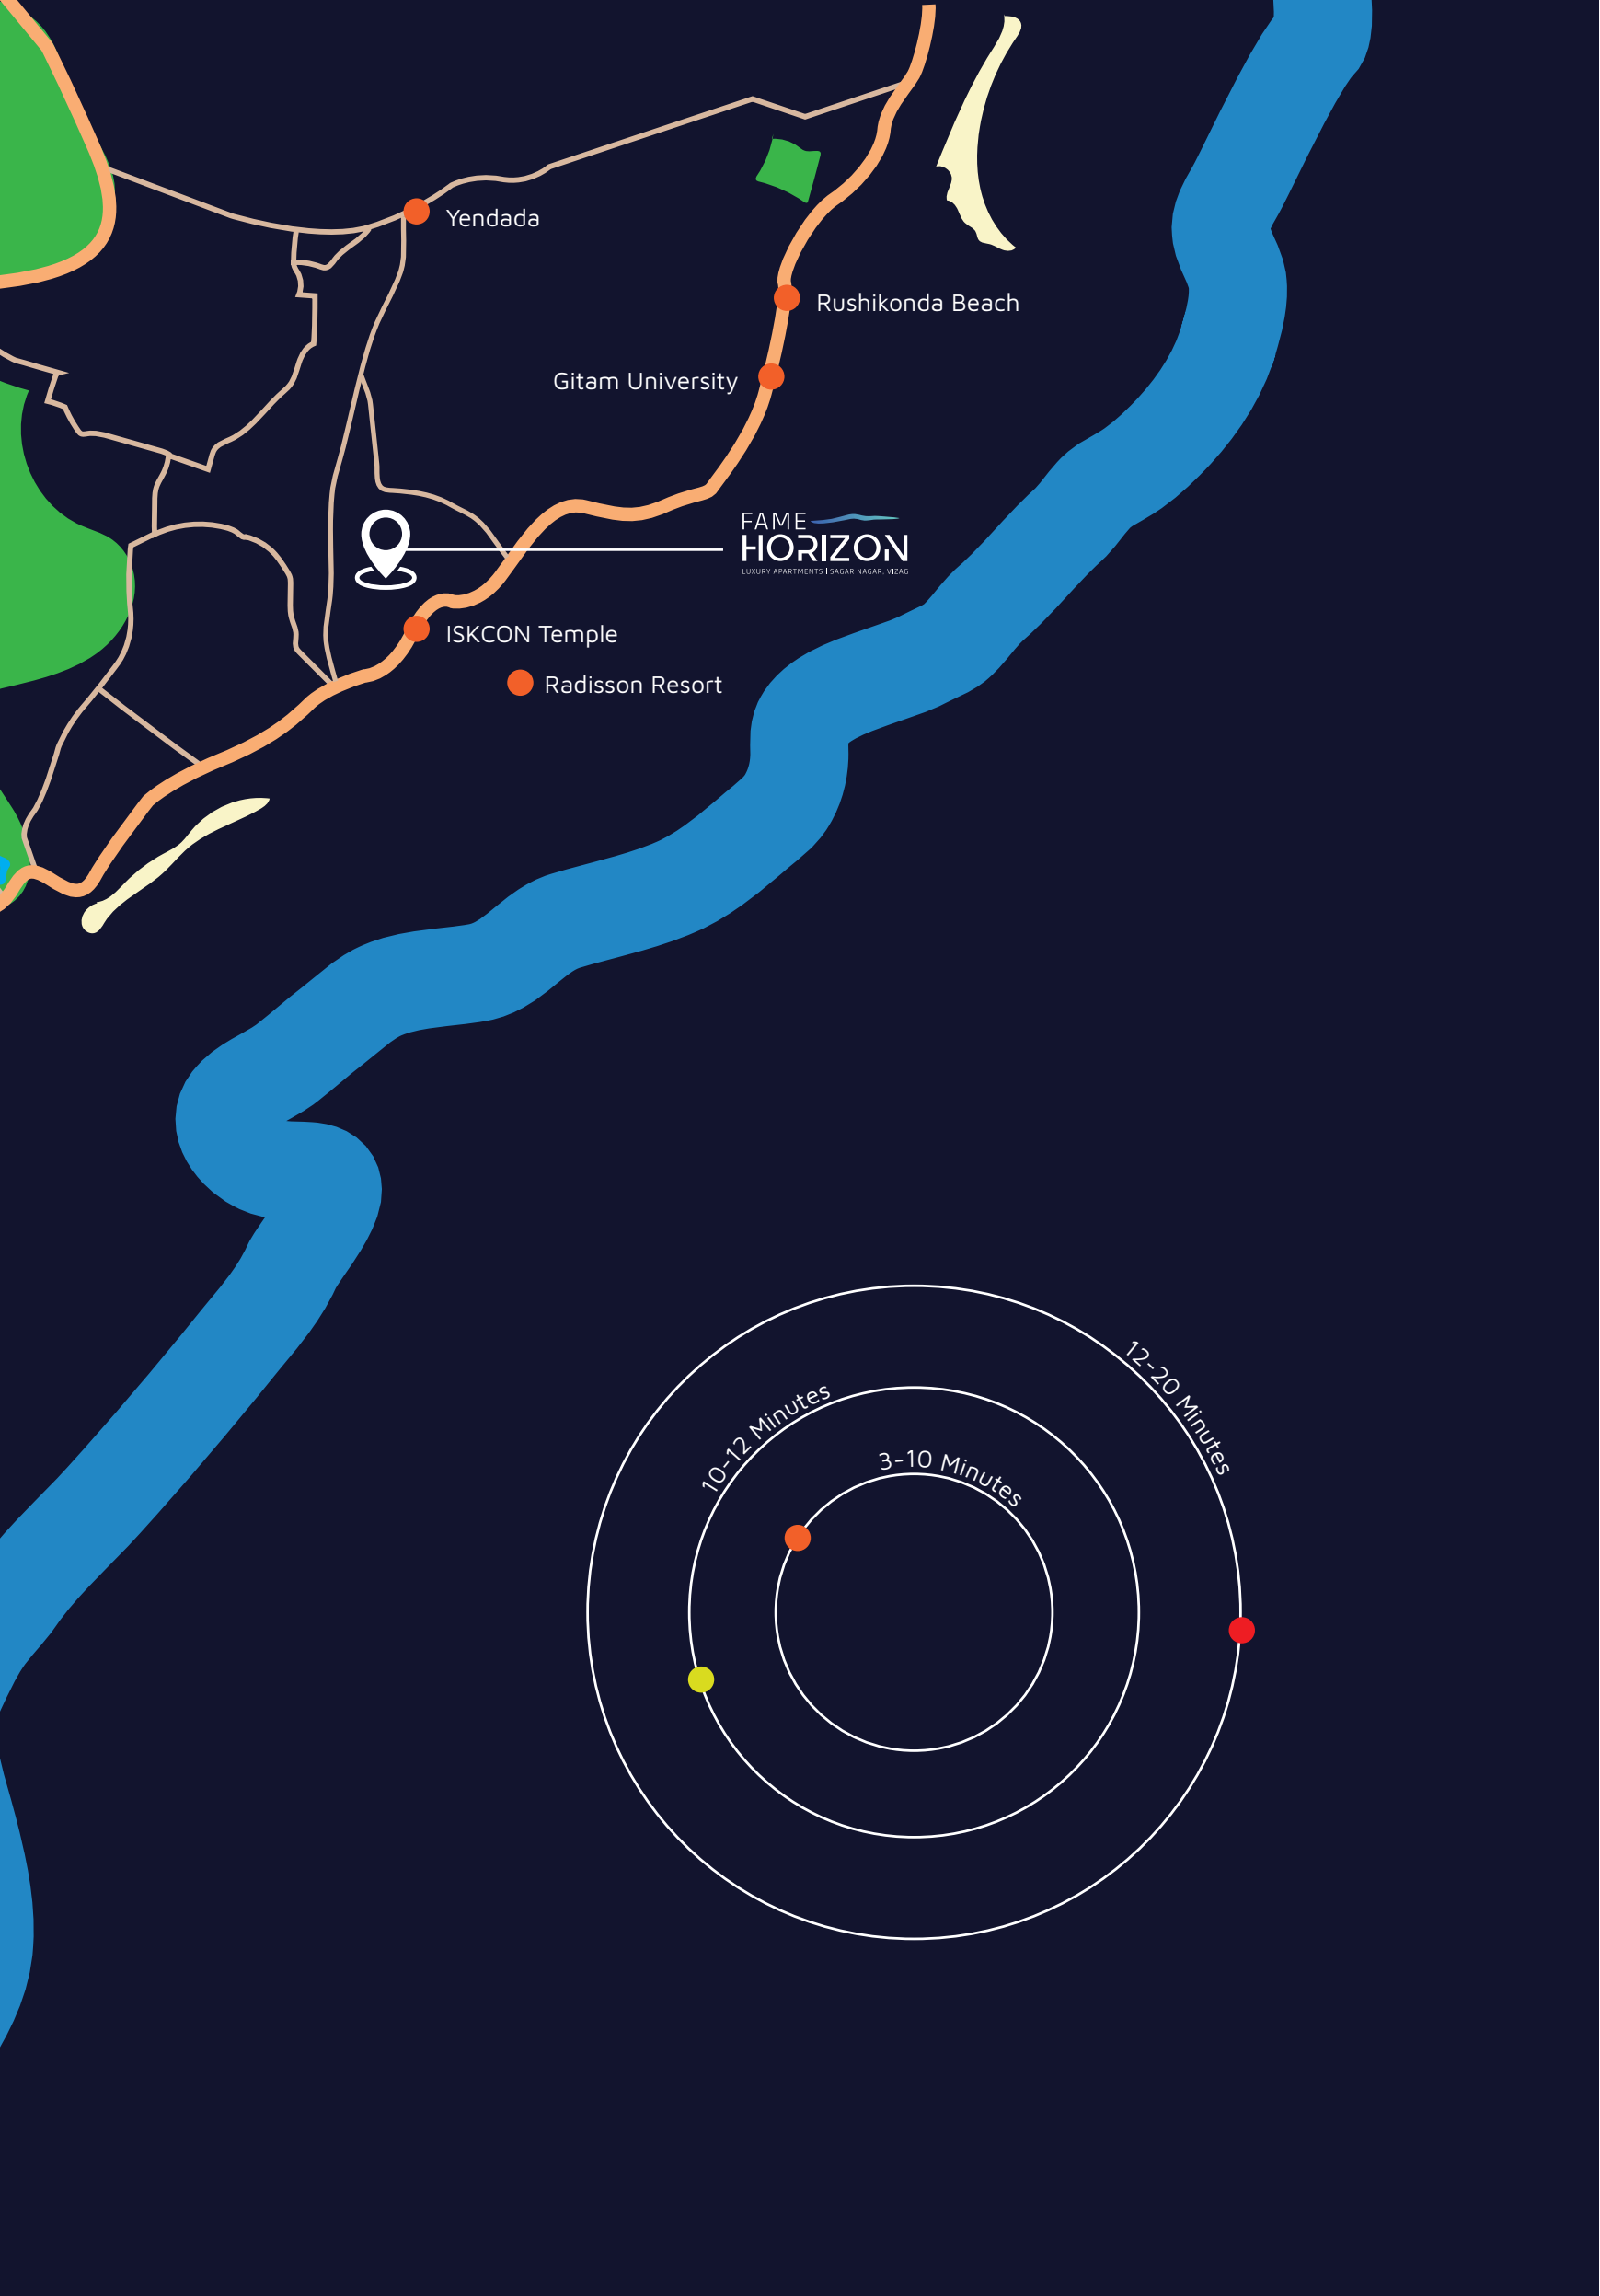 Yendada
Rushikonda Beach
Gitam University
FAME
HORIZON
LUXURY APARTMENTS | SAGAR NAGAR, VIZAG
ISKCON Temple
Radisson Resort
12-20 Minutes
10-12 Minutes
3-10 Minutes